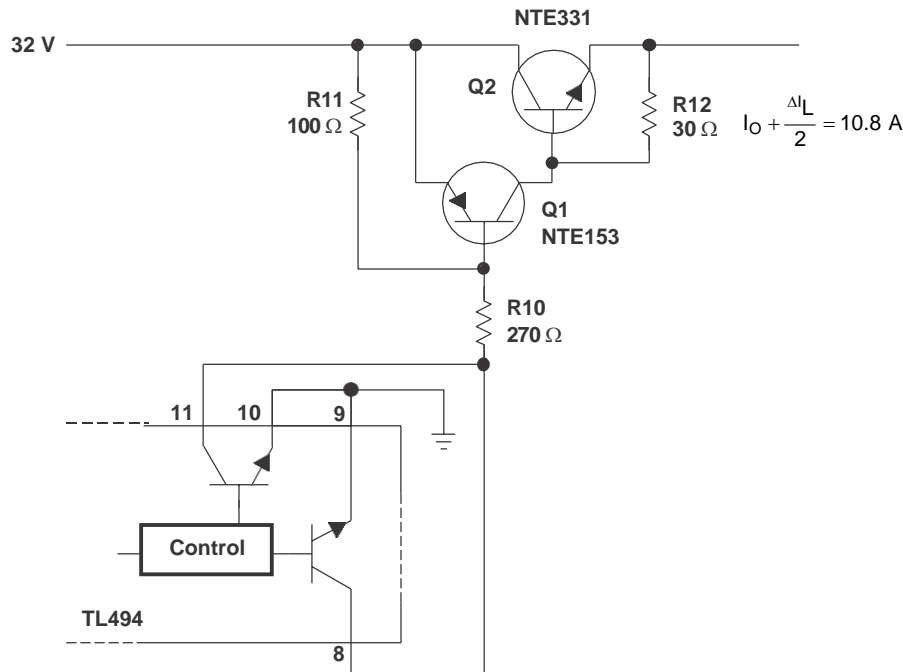 NTE331
32 V
Q2
R11
100 Ω
R12
30 Ω
I_O + ΔI_L / 2 = 10.8 A
Q1
NTE153
R10
270 Ω
11
10
9
Control
TL494
8